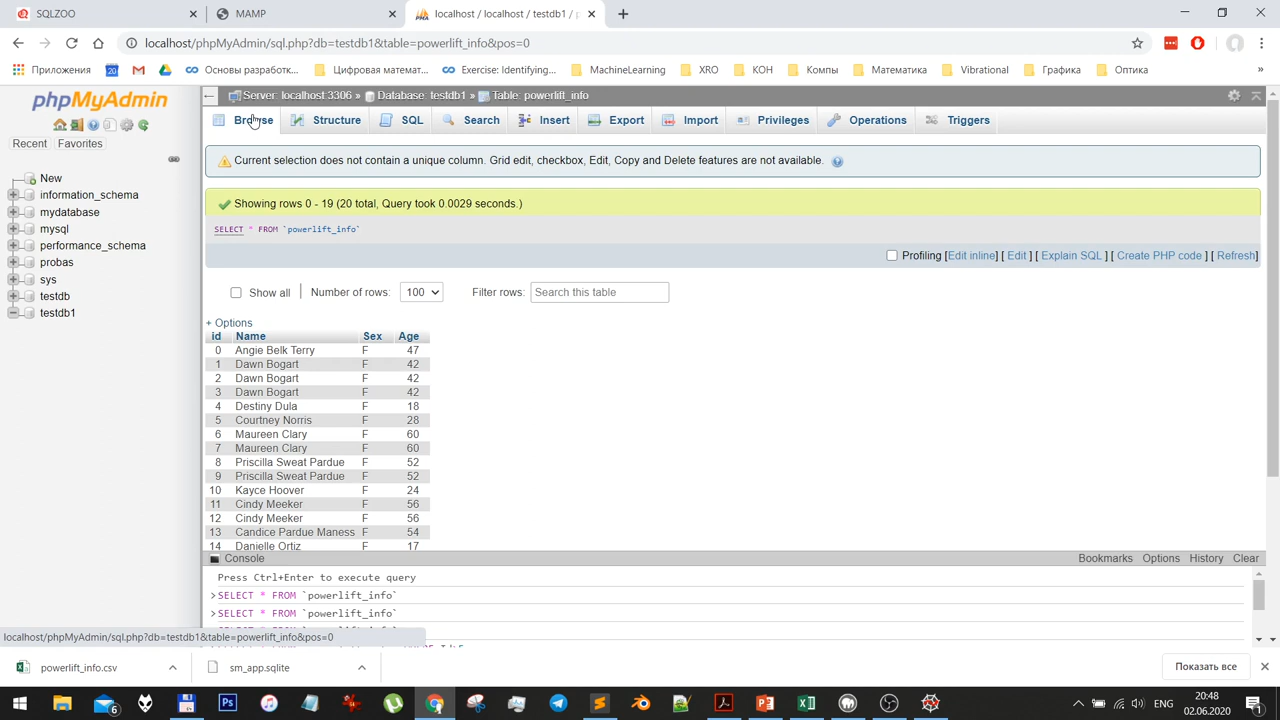 SQLZOO
MAMP
localhost / localhost / testdb1 / p
localhost/phpMyAdmin/sql.php?db=testdb1&table=powerlift_info&pos=0
Приложения
Основы разработк...
Цифровая математ...
Exercise: Identifying...
MachineLearning
XRO
КОН
Компы
Математика
Vibrational
Графика
Оптика
»
phpMyAdmin
Recent
Favorites
New
information_schema
mydatabase
mysql
performance_schema
probas
sys
testdb
testdb1
Server: localhost 3306 » Database: testdb1 » Table: powerlift_info
Browse
Structure
SQL
Search
Insert
Export
Import
Privileges
Operations
Triggers
Current selection does not contain a unique column. Grid edit, checkbox, Edit, Copy and Delete features are not available.
Showing rows 0 - 19 (20 total, Query took 0.0029 seconds.)
SELECT * FROM `powerlift_info`
Profiling [Edit inline] [ Edit ] [ Explain SQL ] [ Create PHP code ] [ Refresh]
Show all
Number of rows: 100
Filter rows: Search this table
+ Options
id Name Sex Age
0 Angie Belk Terry F 47
1 Dawn Bogart F 42
2 Dawn Bogart F 42
3 Dawn Bogart F 42
4 Destiny Dula F 18
5 Courtney Norris F 28
6 Maureen Clary F 60
7 Maureen Clary F 60
8 Priscilla Sweat Pardue F 52
9 Priscilla Sweat Pardue F 52
10 Kayce Hoover F 24
11 Cindy Meeker F 56
12 Cindy Meeker F 56
13 Candice Pardue Maness F 54
14 Danielle Ortiz F 17
Console
Bookmarks Options History Clear
Press Ctrl+Enter to execute query
>SELECT * FROM `powerlift_info`
>SELECT * FROM `powerlift_info`
localhost/phpMyAdmin/sql.php?db=testdb1&table=powerlift_info&pos=0
powerlift_info.csv
sm_app.sqlite
Показать все
ENG
20:48
02.06.2020